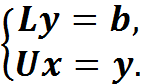 Ly = b,
Ux = y.